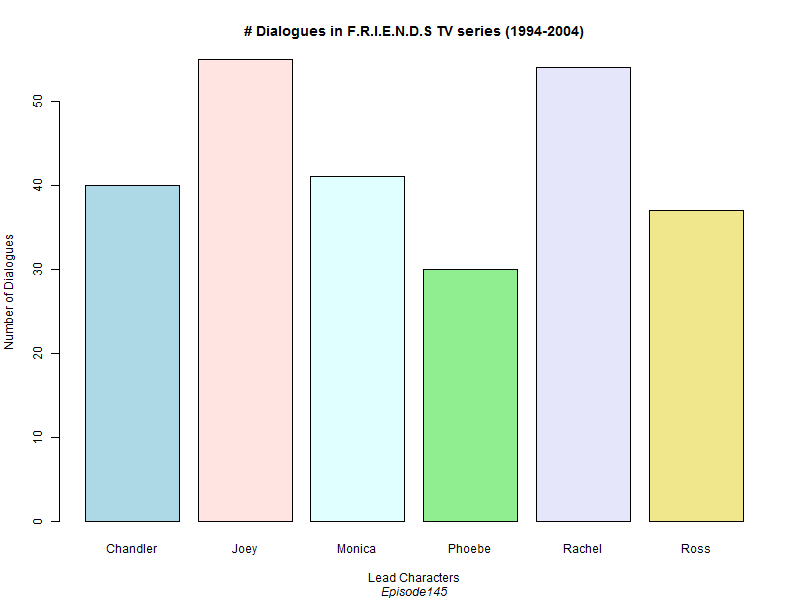 # Dialogues in F.R.I.E.N.D.S TV series (1994-2004)
Number of Dialogues
50
40
30
20
10
0
Chandler Joey Monica Phoebe Rachel Ross
Lead Characters
Episode145